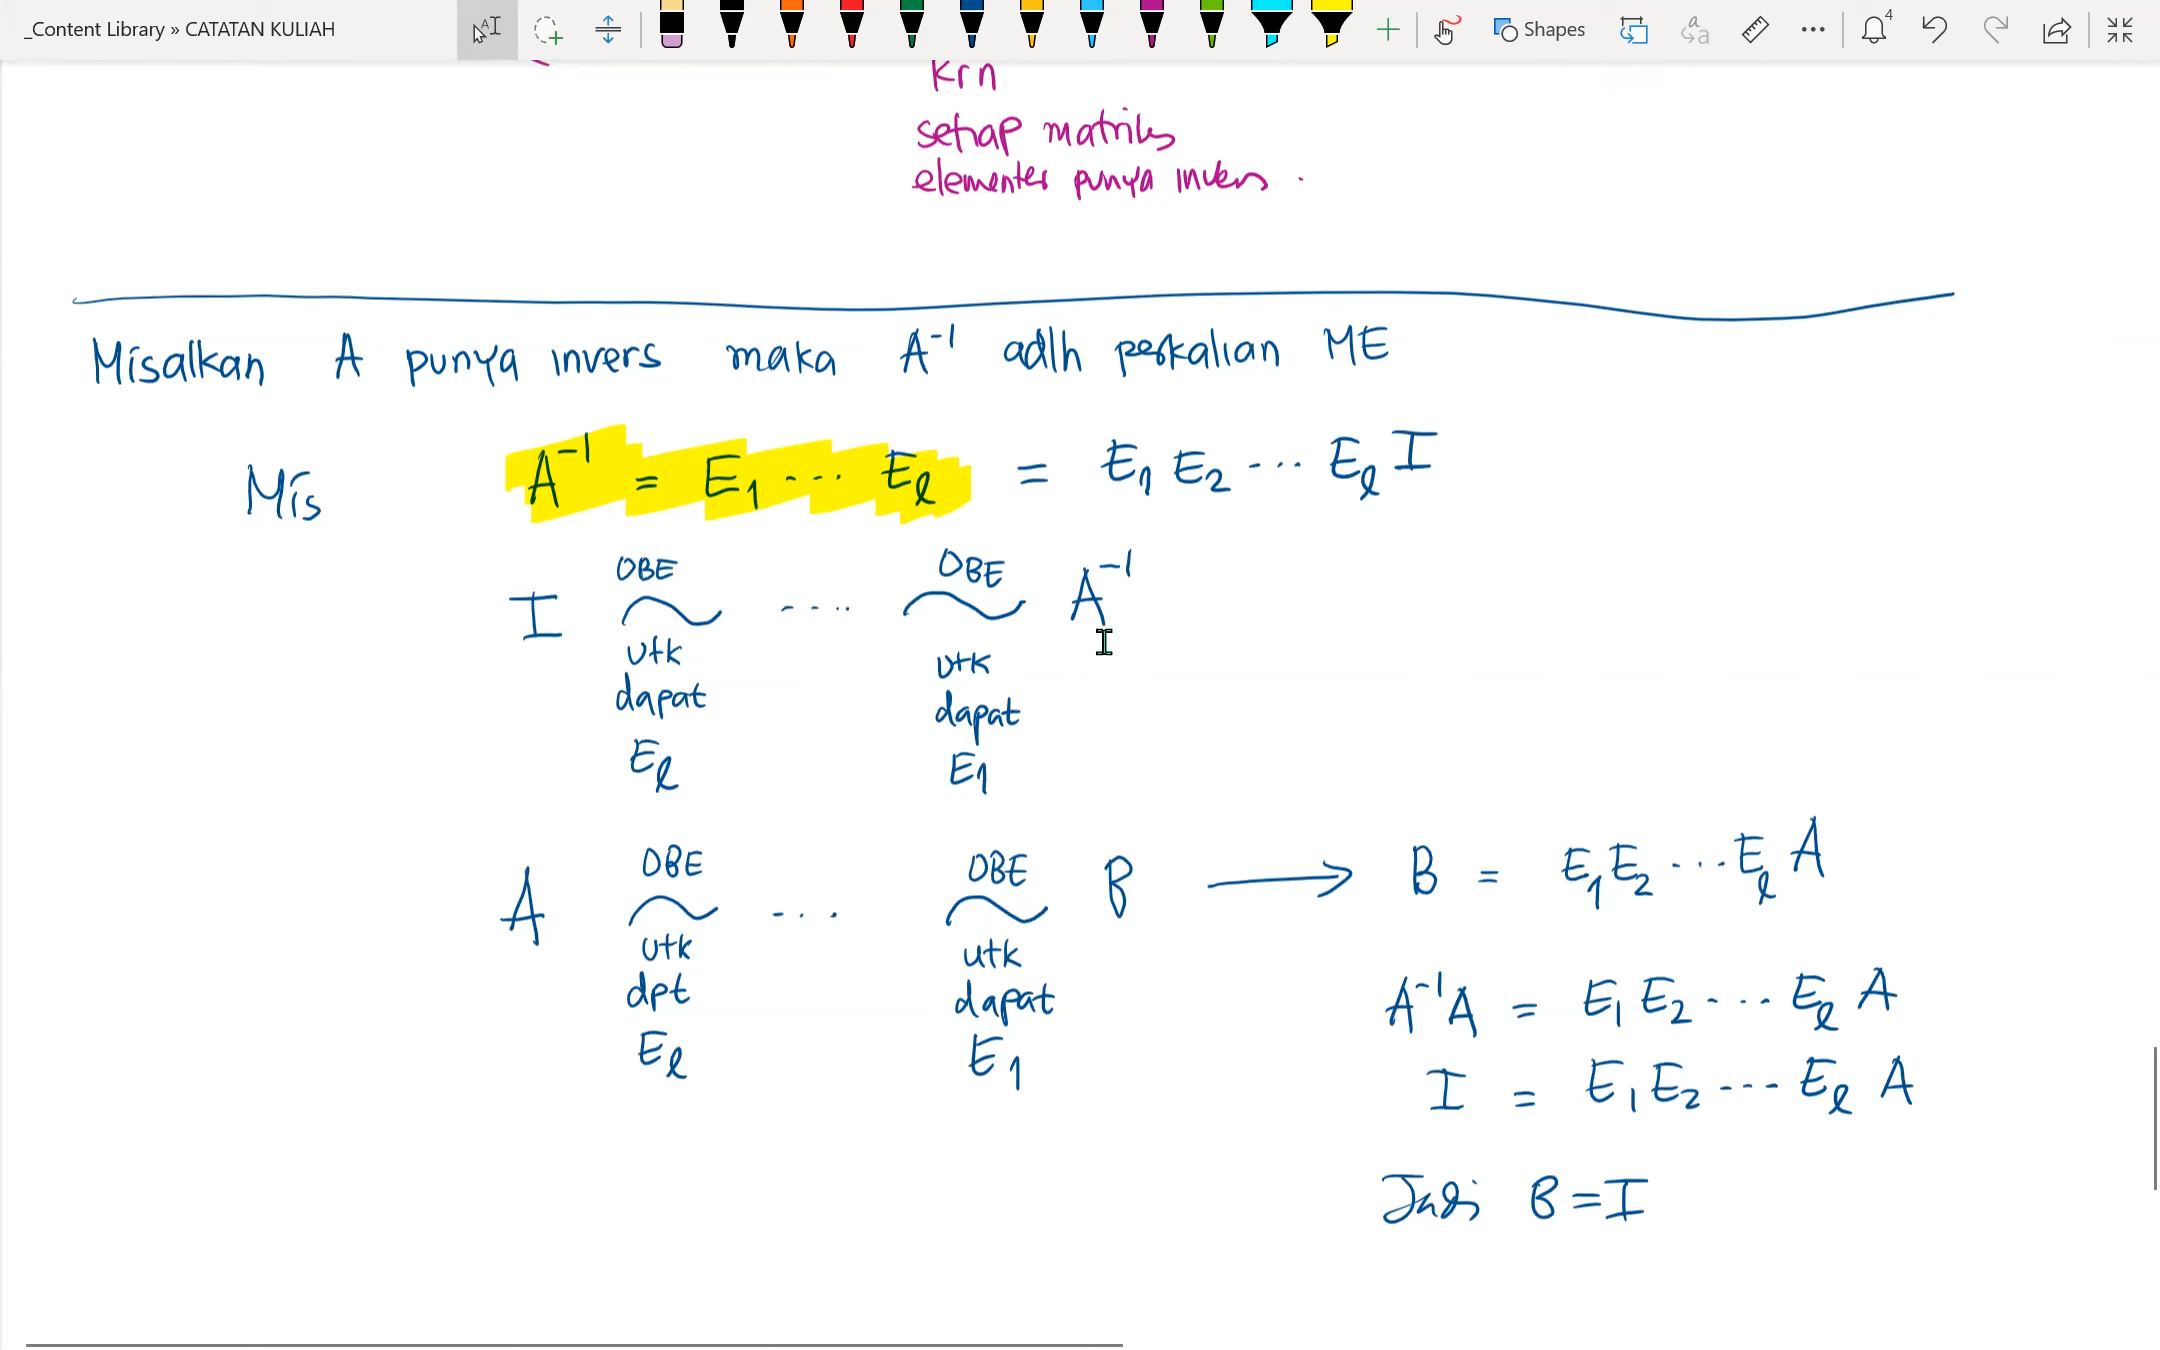 _Content Library » CATATAN KULIAH
Shapes
4
krn
setiap matriks
elementer punya invers.
Misalkan A punya invers maka A⁻¹ adlh perkalian ME
Mis A⁻¹ = E₁ ... Eₗ = E₁ E₂ ... Eₗ I
OBE OBE
I ~ .... ~ A⁻¹
utk utk
dapat dapat
Eₗ E₁
OBE OBE
A ~ ... ~ B ⟶ B = E₁E₂ ... Eₗ A
utk utk
dpt dapat
Eₗ E₁
A⁻¹A = E₁ E₂ ... Eₗ A
I = E₁ E₂ ... Eₗ A
Jadi B = I